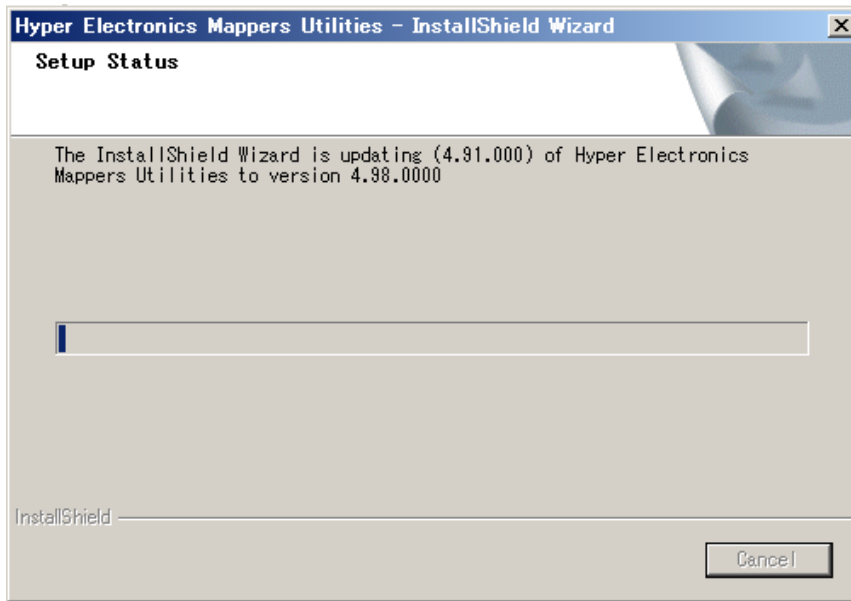 Hyper Electronics Mappers Utilities - InstallShield Wizard
Setup Status
The InstallShield Wizard is updating (4.91.000) of Hyper Electronics
Mappers Utilities to version 4.98.0000
InstallShield
Cancel